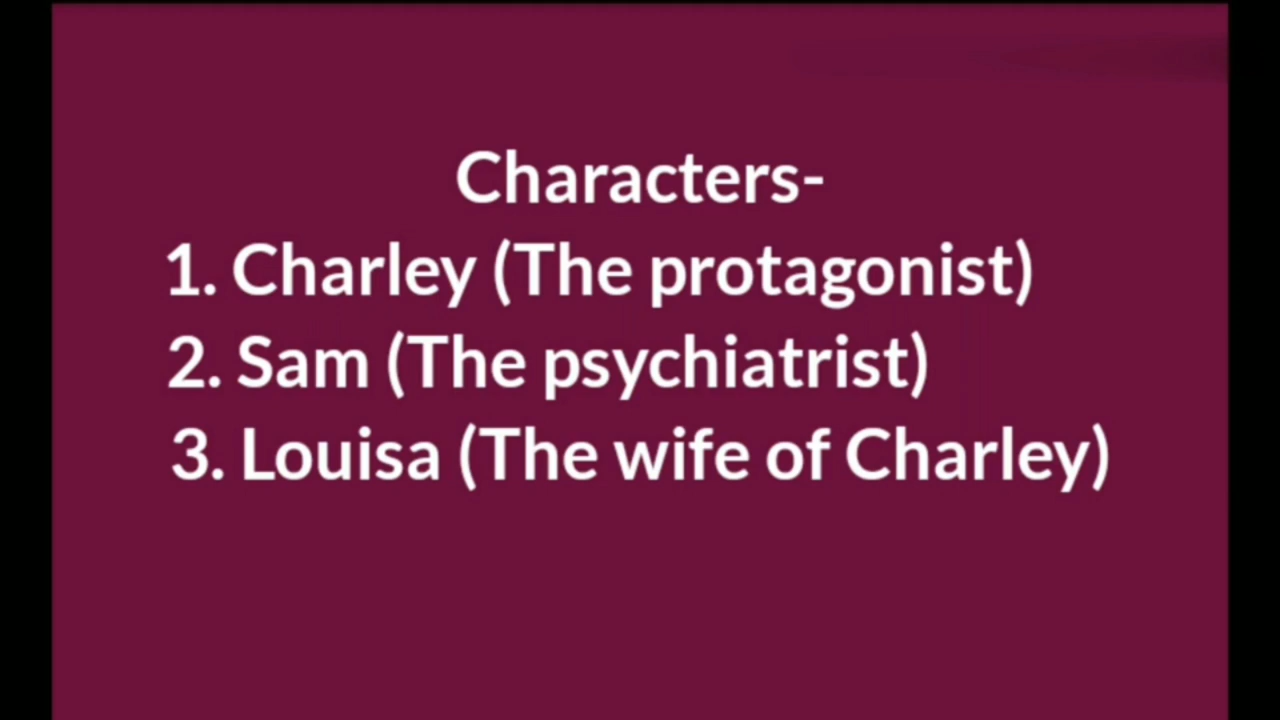 Characters-
1. Charley (The protagonist)
2. Sam (The psychiatrist)
3. Louisa (The wife of Charley)